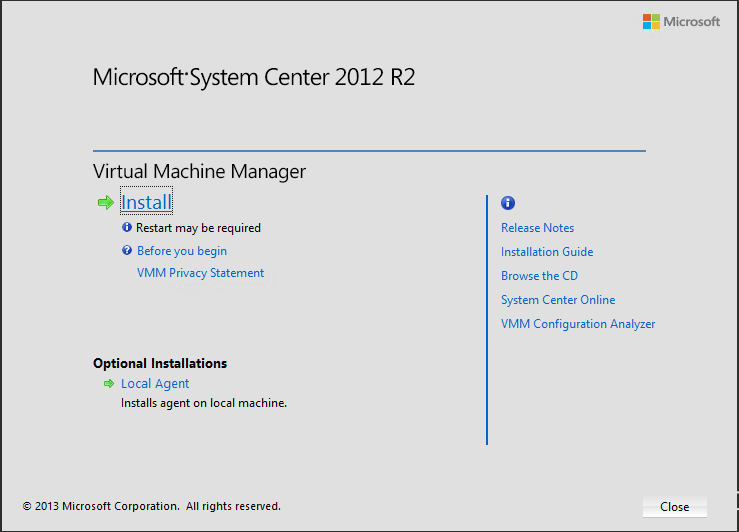 Microsoft
Microsoft System Center 2012 R2
Virtual Machine Manager
Install
Restart may be required
Before you begin
VMM Privacy Statement
Release Notes
Installation Guide
Browse the CD
System Center Online
VMM Configuration Analyzer
Optional Installations
Local Agent
Installs agent on local machine.
© 2013 Microsoft Corporation. All rights reserved.
Close